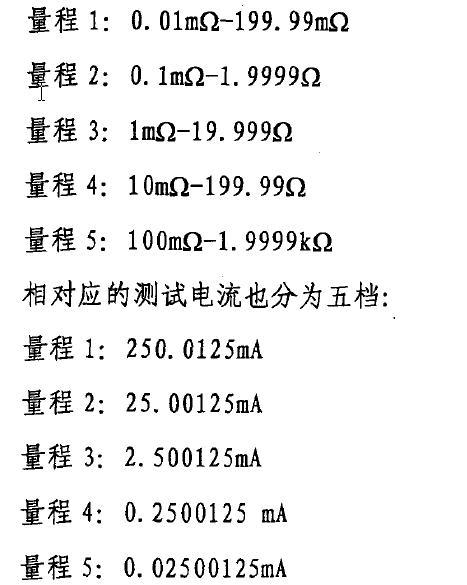 量程 1: 0.01mΩ-199.99mΩ
量程 2: 0.1mΩ-1.9999Ω
量程 3: 1mΩ-19.999Ω
量程 4: 10mΩ-199.99Ω
量程 5: 100mΩ-1.9999kΩ
相对应的测试电流也分为五档:
量程 1: 250.0125mA
量程 2: 25.00125mA
量程 3: 2.500125mA
量程 4: 0.2500125 mA
量程 5: 0.02500125mA